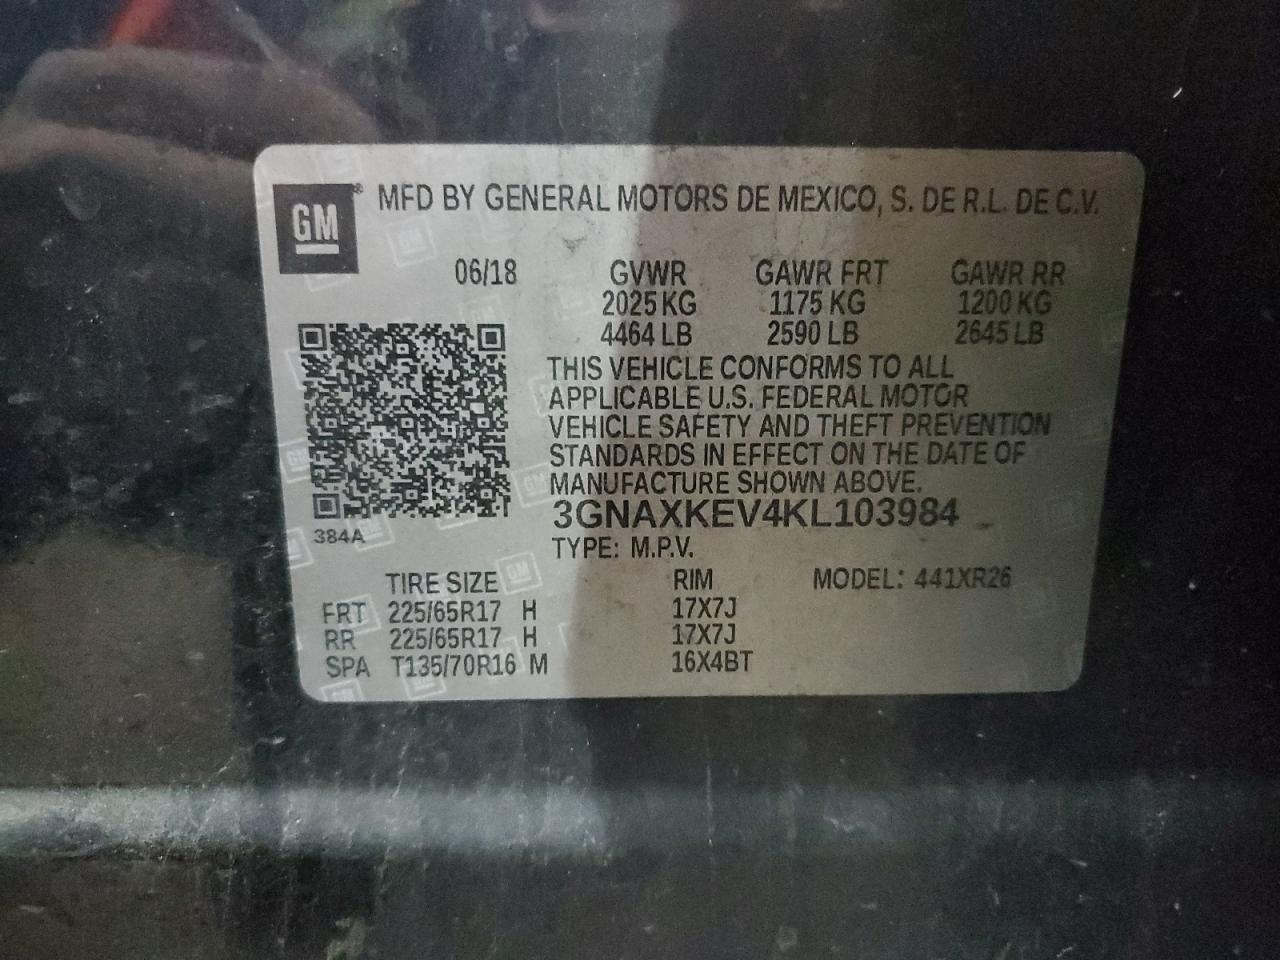 GM® MFD BY GENERAL MOTORS DE MEXICO, S. DE R.L. DE C.V.
06/18 GVWR GAWR FRT GAWR RR
2025 KG 1175 KG 1200 KG
4464 LB 2590 LB 2645 LB
THIS VEHICLE CONFORMS TO ALL
APPLICABLE U.S. FEDERAL MOTOR
VEHICLE SAFETY AND THEFT PREVENTION
STANDARDS IN EFFECT ON THE DATE OF
MANUFACTURE SHOWN ABOVE.
3GNAXKEV4KL103984
384A
TYPE: M.P.V.
TIRE SIZE RIM MODEL: 441XR26
FRT 225/65R17 H 17X7J
RR 225/65R17 H 17X7J
SPA T135/70R16 M 16X4BT